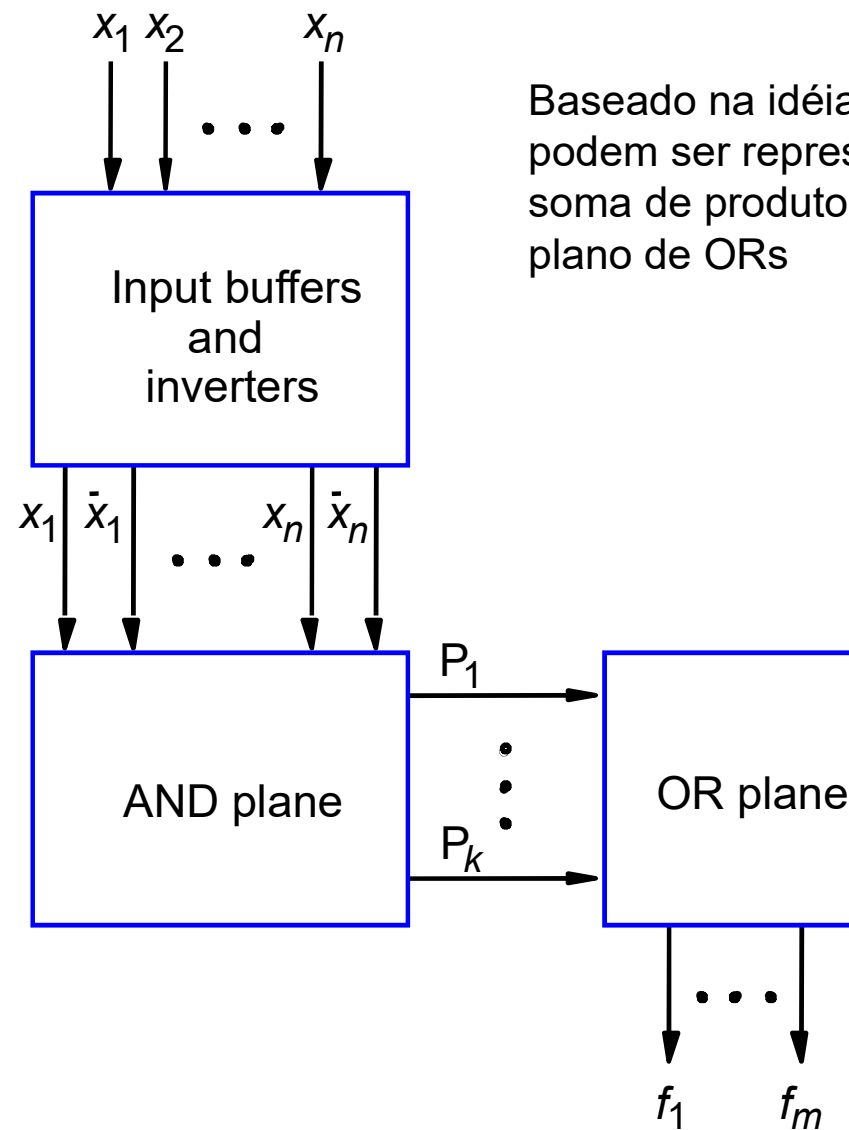 x1 x2 xn
Baseado na idéia
podem ser repres
soma de produto
plano de ORs
Input buffers
and
inverters
x1 x̄1 xn x̄n
P1
AND plane
OR plane
Pk
f1 fm